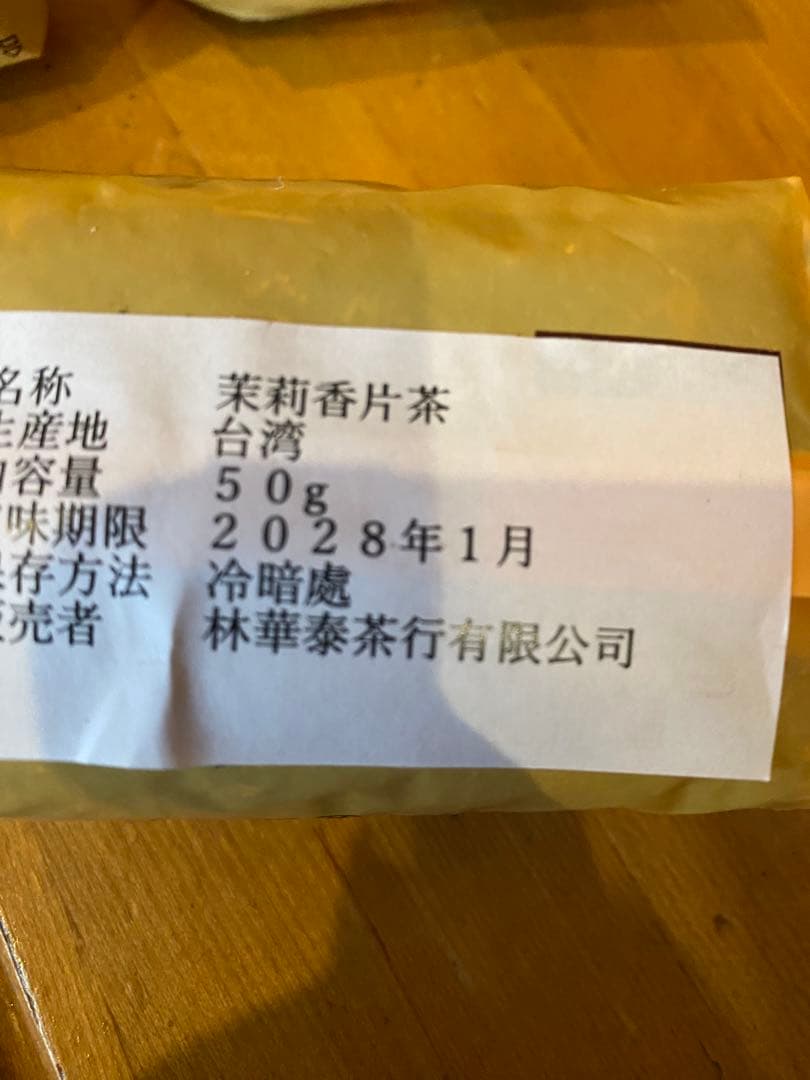 名称 茉莉香片茶
生産地 台湾
内容量 50g
味期限 2028年1月
存方法 冷暗處
売者 林華泰茶行有限公司